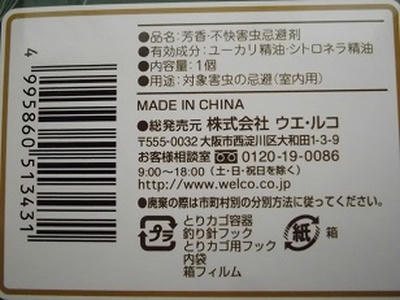 ●品名:芳香・不快害虫忌避剤
●有効成分:ユーカリ精油・シトロネラ精油
●内容量:1個
●用途:対象害虫の忌避(室内用)
MADE IN CHINA
●総発売元 株式会社 ウエ・ルコ
〒555-0032 大阪市西淀川区大和田1-3-9
お客様相談室 0120-19-0086
9:00〜18:00(土・日・祝日を除く)
http://www.welco.co.jp
●廃棄の際は市町村別の分別方法に従ってください。
プラ
とりカゴ容器
釣り針フック
とりカゴ用フック
内袋
箱フィルム
紙
箱
4 995860 513431